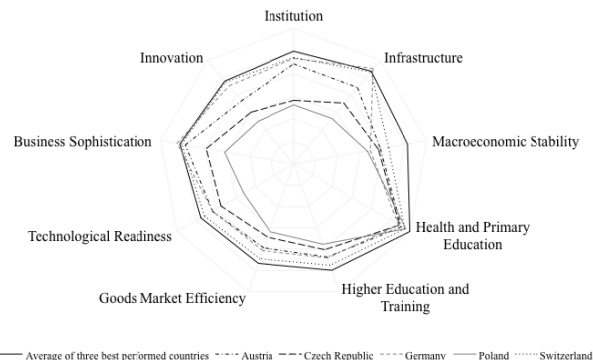 Institution
Innovation
Infrastructure
Business Sophistication
Macroeconomic Stability
Technological Readiness
Health and Primary
Education
Goods Market Efficiency
Higher Education and
Training
Average of three best performed countries Austria Czech Republic Germany Poland Switzerland